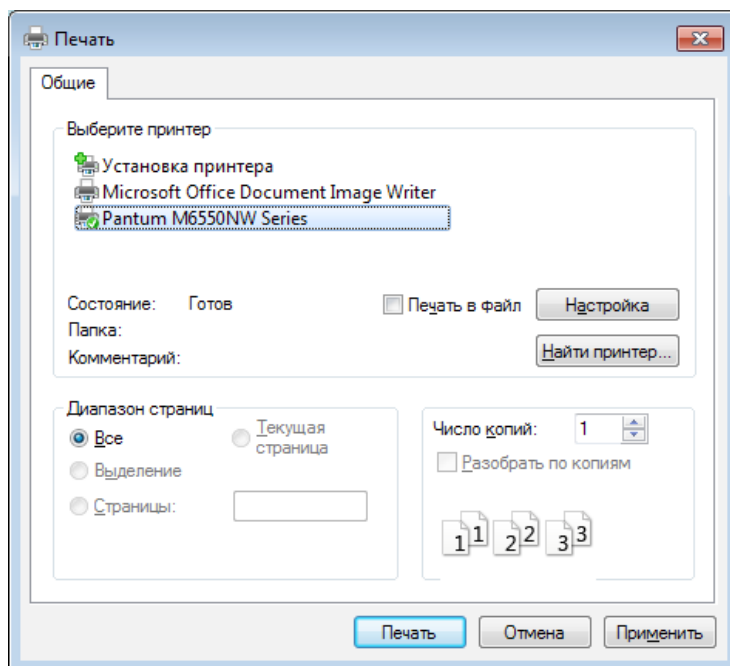 Печать
Общие
Выберите принтер
Установка принтера
Microsoft Office Document Image Writer
Pantum M6550NW Series
Состояние: Готов
Печать в файл
Настройка
Папка:
Комментарий:
Найти принтер...
Диапазон страниц
Все
Текущая страница
Выделение
Страницы:
Число копий: 1
Разобрать по копиям
1 1 2 2 3 3
Печать Отмена Применить